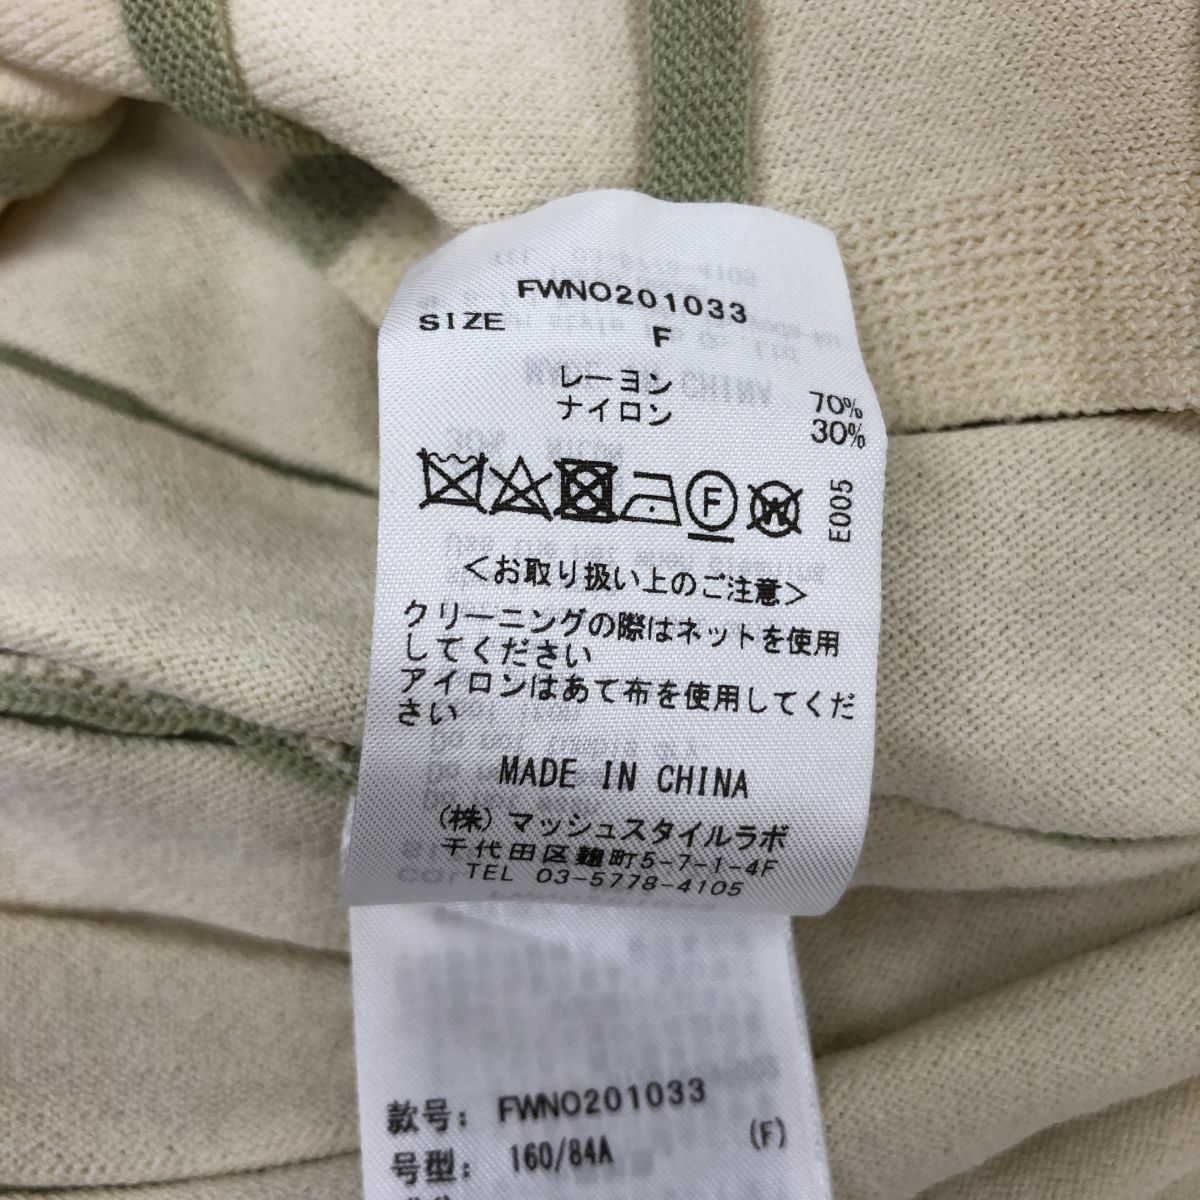 FWNO201033
SIZE F
レーヨン 70%
ナイロン 30%
F
W
E005
<お取り扱い上のご注意>
クリーニングの際はネットを使用
してください
アイロンはあて布を使用してくだ
さい
MADE IN CHINA
(株)マッシュスタイルラボ
千代田区麹町5-7-1-4F
TEL 03-5778-4105
款号: FWNO201033
号型: 160/84A (F)